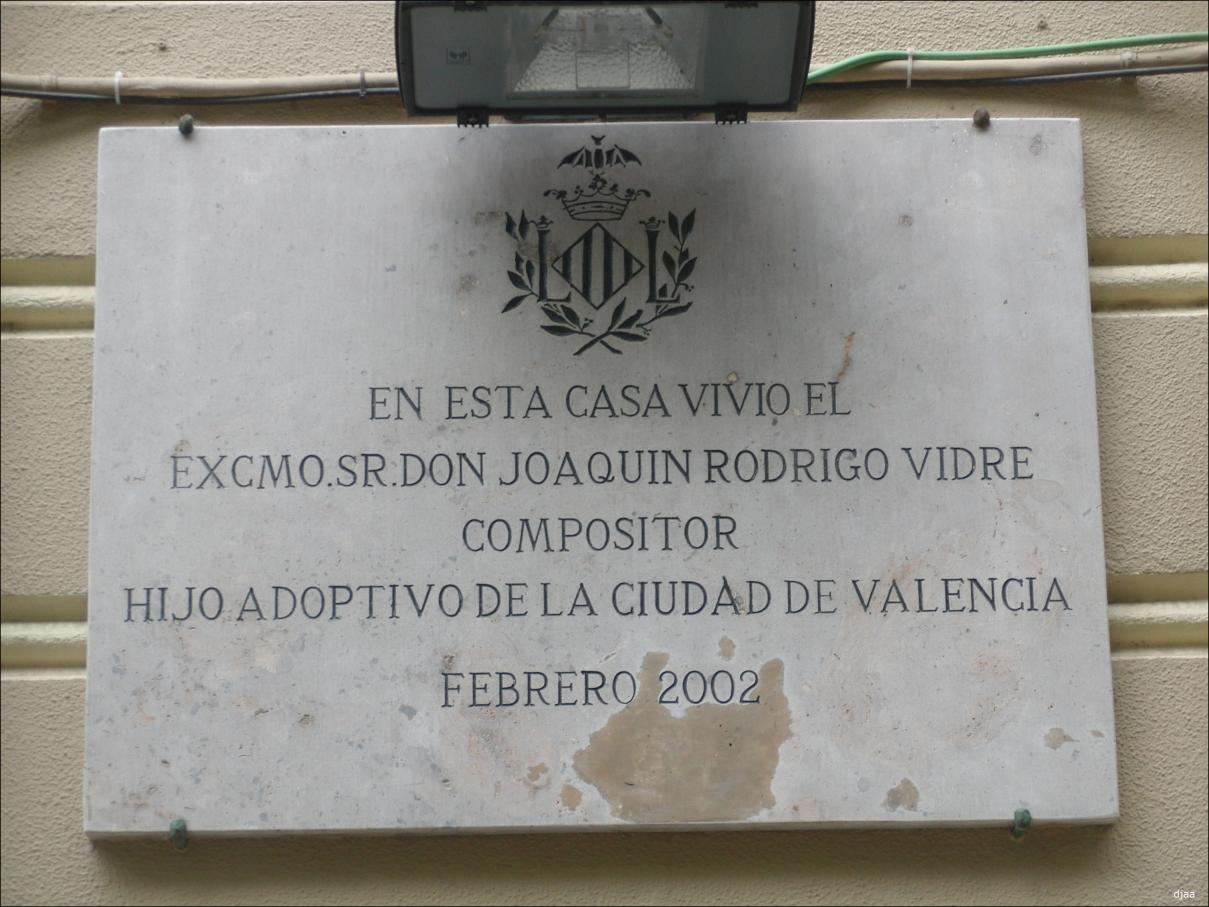 L L
EN ESTA CASA VIVIO EL
EXCMO.SR.DON JOAQUIN RODRIGO VIDRE
COMPOSITOR
HIJO ADOPTIVO DE LA CIUDAD DE VALENCIA
FEBRERO 2002
djaa